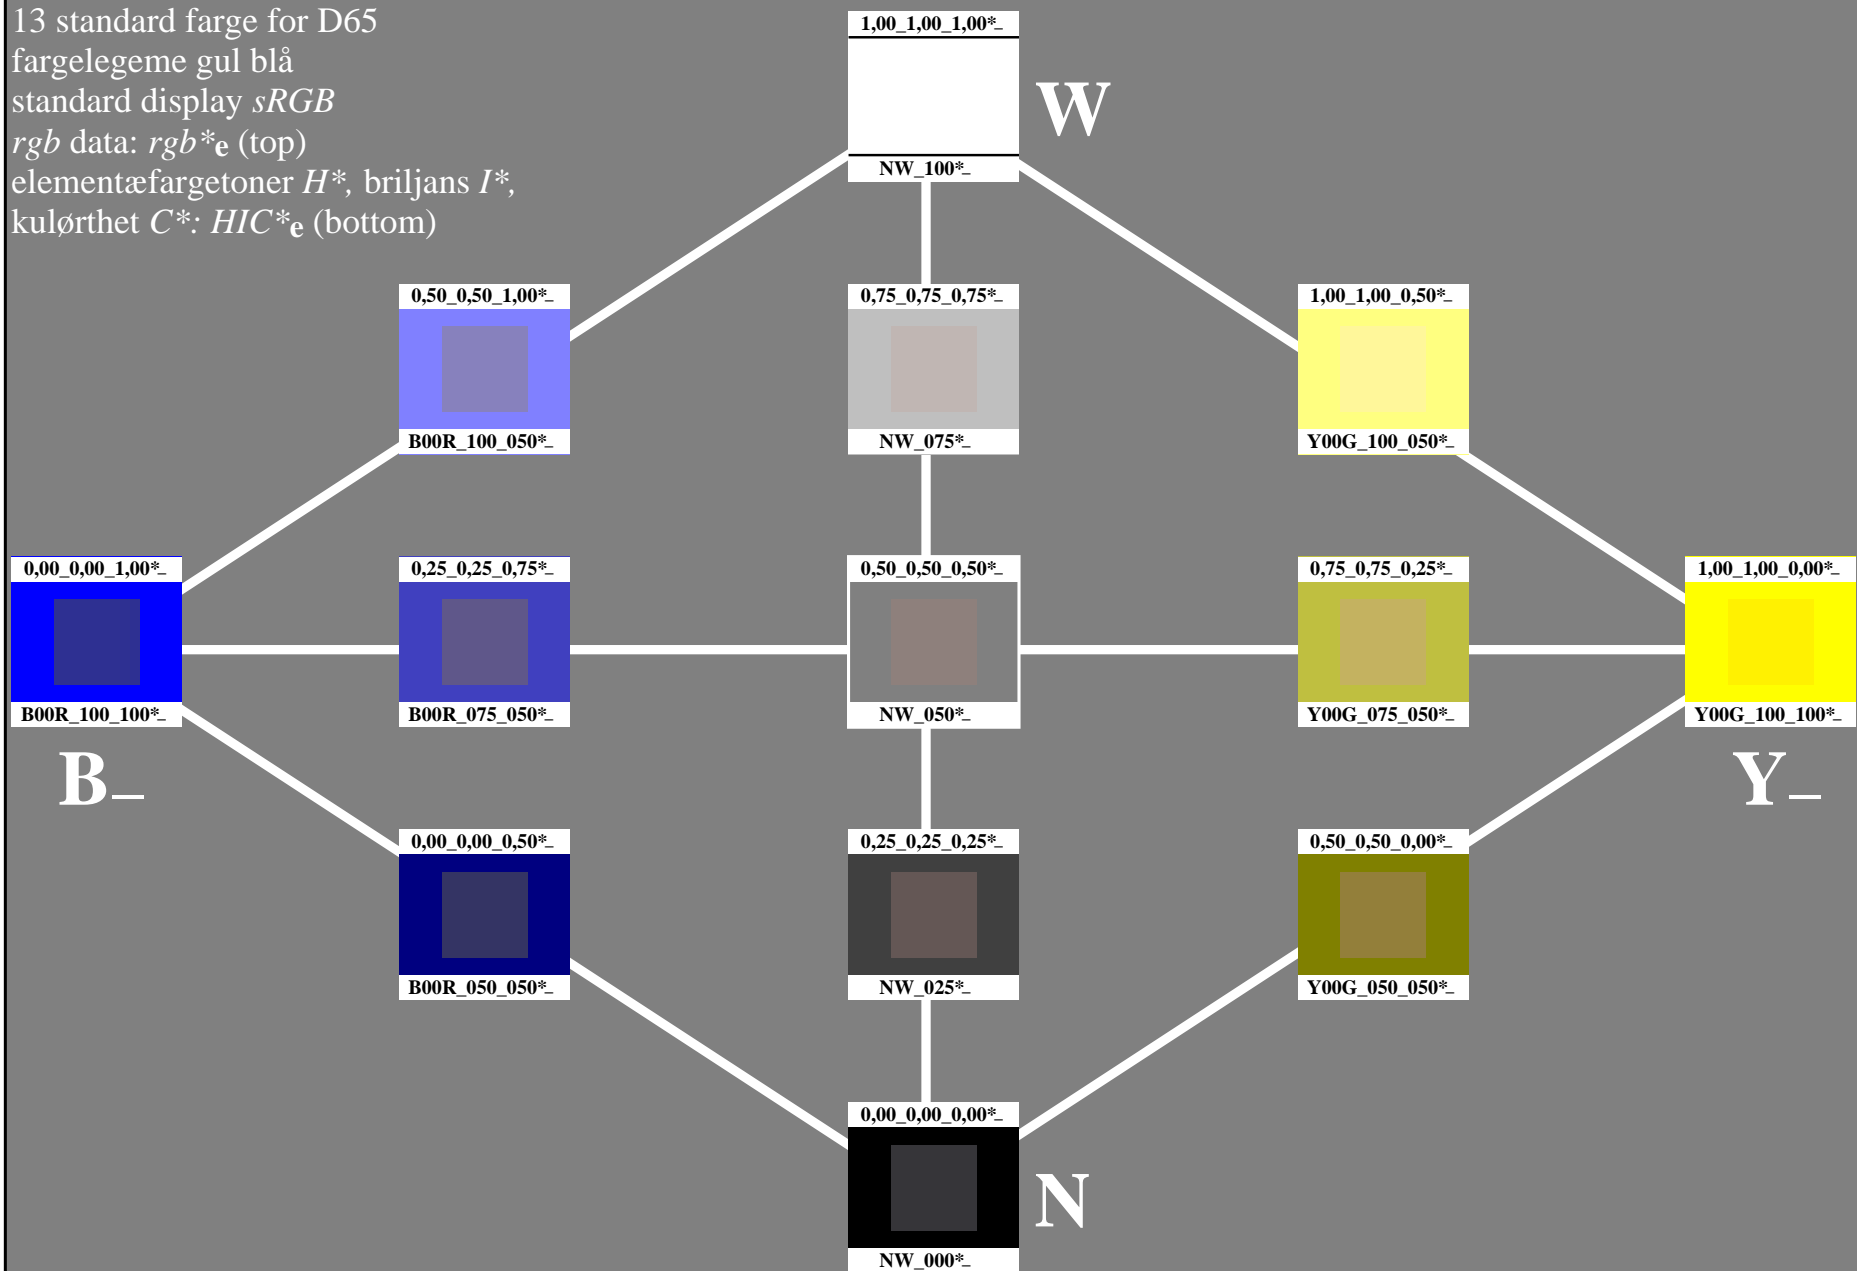 13 standard farge for D65
fargelegeme gul blå
standard display sRGB
rgb data: rgb*e (top)
elementæfargetoner H*, briljans I*,
kulørthet C*: HIC*e (bottom)
1,00_1,00_1,00*_
W
NW_100*_
0,50_0,50_1,00*_
B00R_100_050*_
0,75_0,75_0,75*_
NW_075*_
1,00_1,00_0,50*_
Y00G_100_050*_
0,00_0,00_1,00*_
B00R_100_100*_
B_
0,25_0,25_0,75*_
B00R_075_050*_
0,50_0,50_0,50*_
NW_050*_
0,75_0,75_0,25*_
Y00G_075_050*_
1,00_1,00_0,00*_
Y00G_100_100*_
Y_
0,00_0,00_0,50*_
B00R_050_050*_
0,25_0,25_0,25*_
NW_025*_
0,50_0,50_0,00*_
Y00G_050_050*_
0,00_0,00_0,00*_
N
NW_000*_